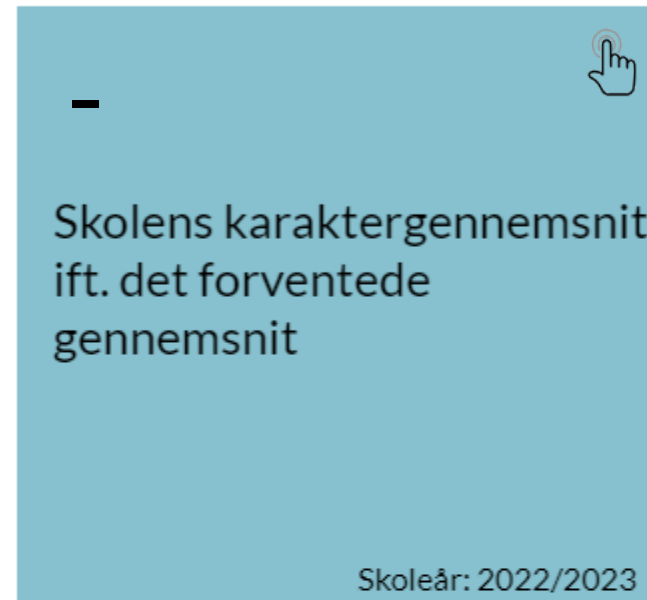 -
Skolens karaktergennemsnit
ift. det forventede
gennemsnit
Skoleår: 2022/2023